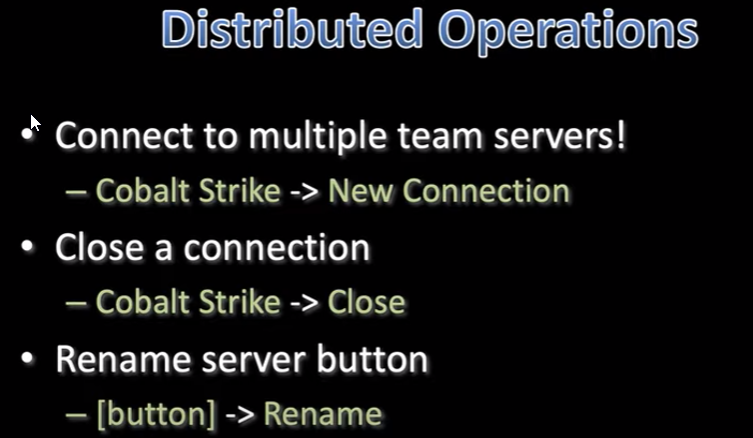 Distributed Operations
• Connect to multiple team servers!
– Cobalt Strike -> New Connection
• Close a connection
– Cobalt Strike -> Close
• Rename server button
– [button] -> Rename